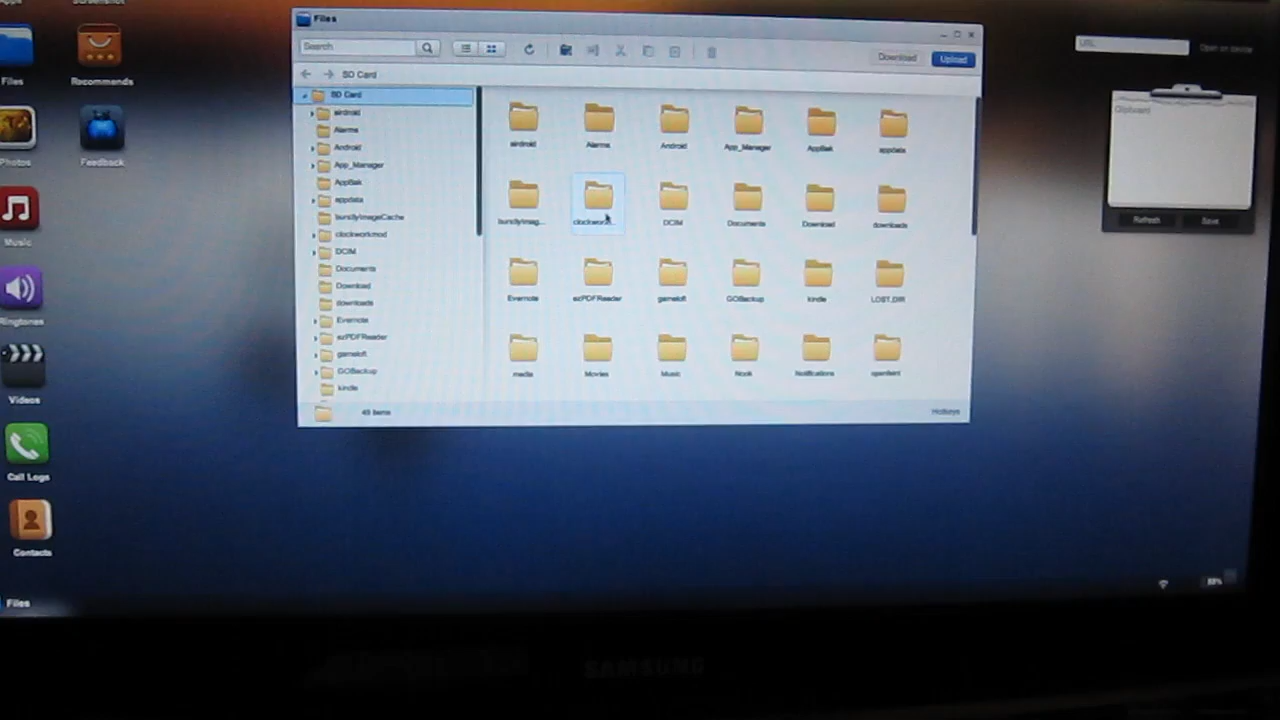 Screenshot
Files
Search
Download
Upload
URL
Open on device
Files
Recommends
SD Card
SD Card
airdroid
Alarms
Android
App_Manager
AppBak
appdata
bundlyImageCache
clockworkmod
DCIM
Documents
Download
downloads
Evernote
ezPDFReader
gameloft
GOBackup
kindle
airdroid
Alarms
Android
App_Manager
AppBak
appdata
bundlyImag...
clockwork...
DCIM
Documents
Download
downloads
Evernote
ezPDFReader
gameloft
GOBackup
kindle
LOST.DIR
media
Movies
Music
Nook
Notifications
openfeint
49 items
Hotkeys
Clipboard
Refresh
Save
Photos
Feedback
Music
Ringtones
Videos
Call Logs
Contacts
Files
88%
SAMSUNG